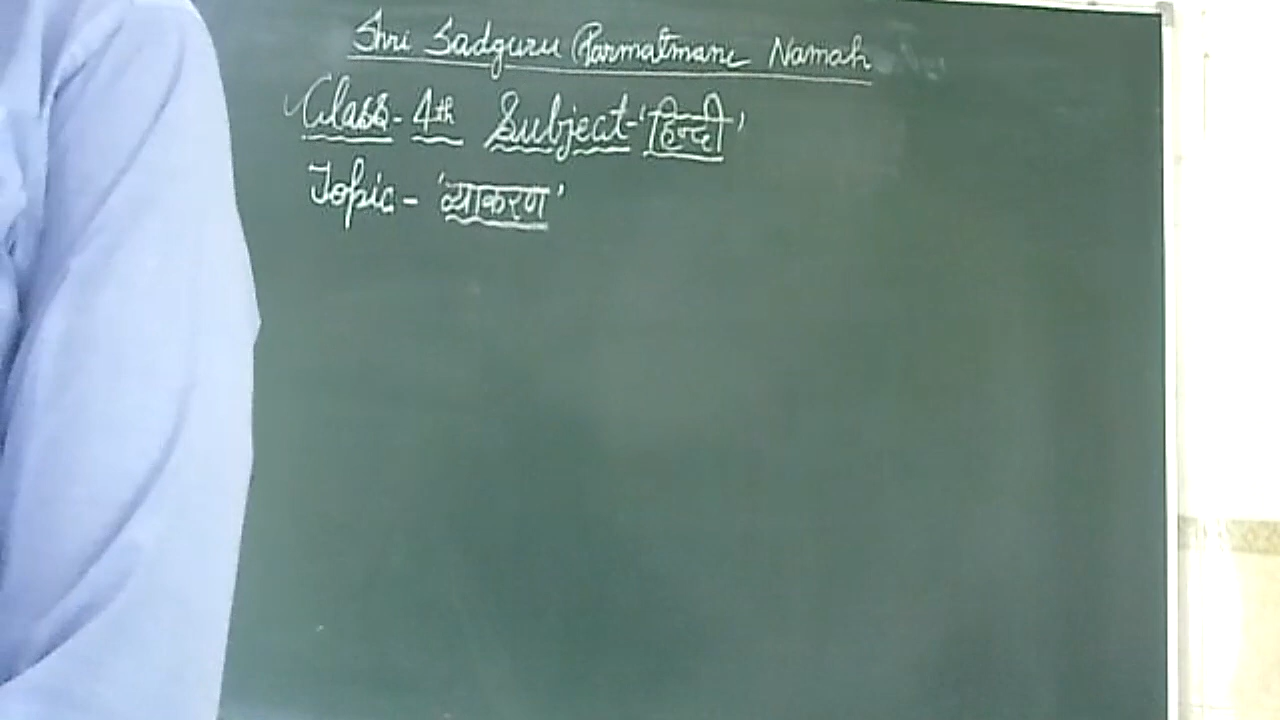 Shri Sadguru Parmatmane Namah
Class- 4th Subject- 'हिन्दी'
Topic - 'व्याकरण'